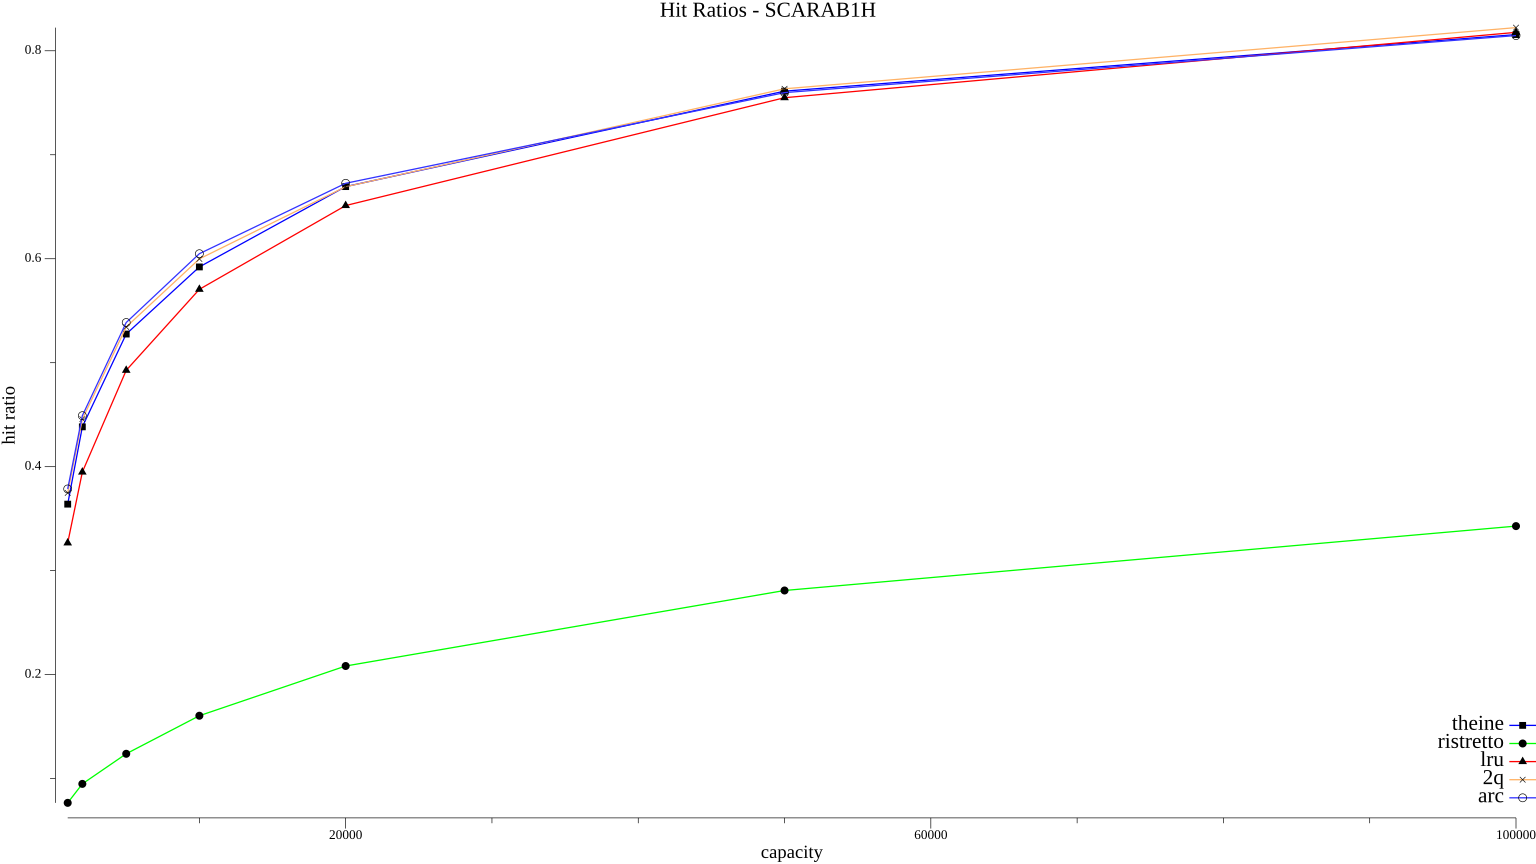 Hit Ratios - SCARAB1H
0.8
0.6
hit ratio
0.4
0.2
theine
ristretto
lru
2q
arc
20000
60000
100000
capacity